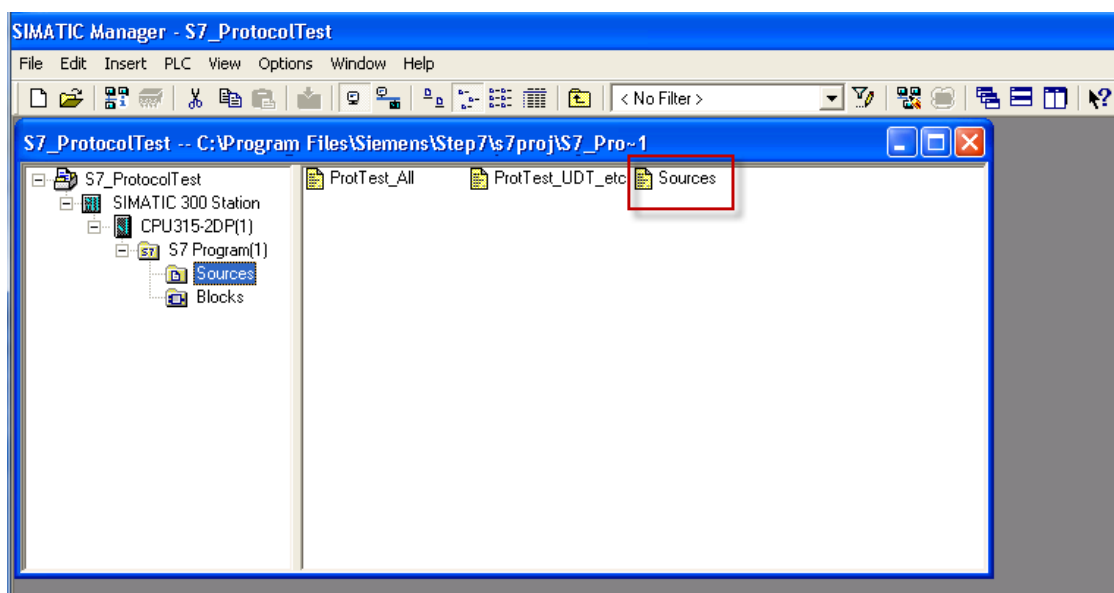 SIMATIC Manager - S7_ProtocolTest
File Edit Insert PLC View Options Window Help
< No Filter >
S7_ProtocolTest -- C:\Program Files\Siemens\Step7\s7proj\S7_Pro~1
S7_ProtocolTest
SIMATIC 300 Station
CPU315-2DP(1)
S7 Program(1)
Sources
Blocks
ProtTest_All ProtTest_UDT_etc Sources